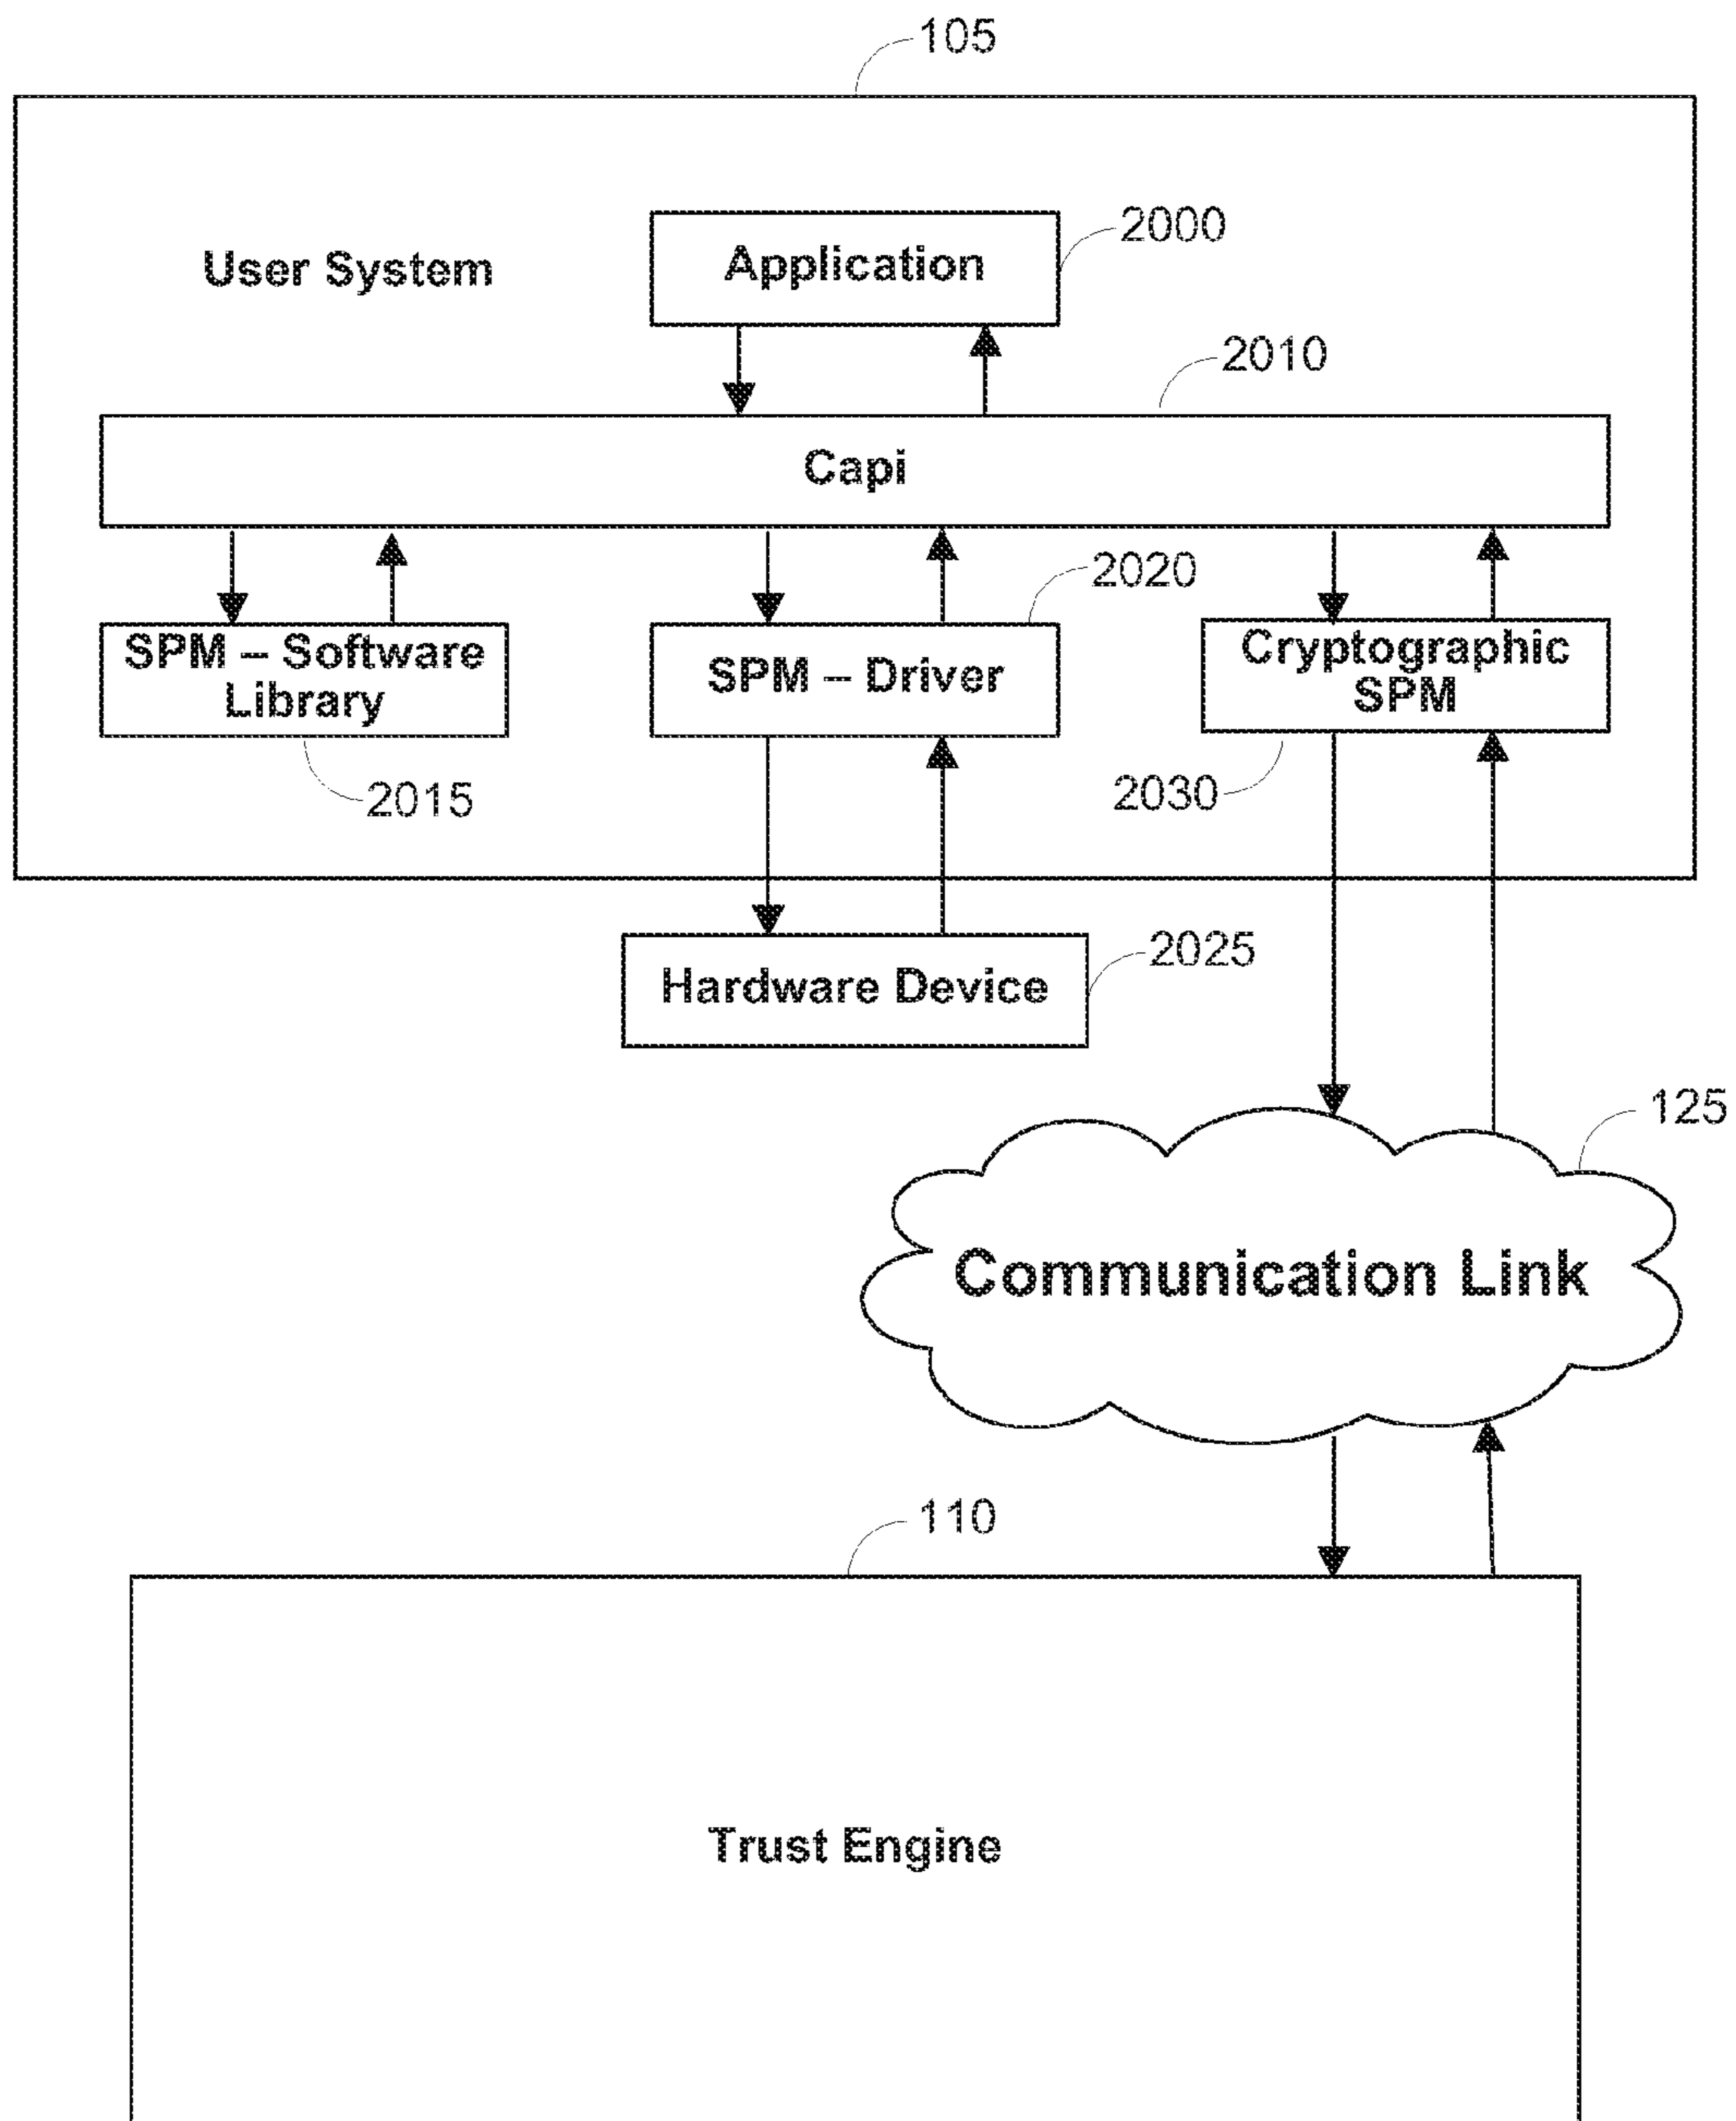 105
User System
Application
2000
2010
Capi
2020
SPM – Software
Library
SPM – Driver
Cryptographic
SPM
2015
2030
Hardware Device
2025
125
Communication Link
110
Trust Engine